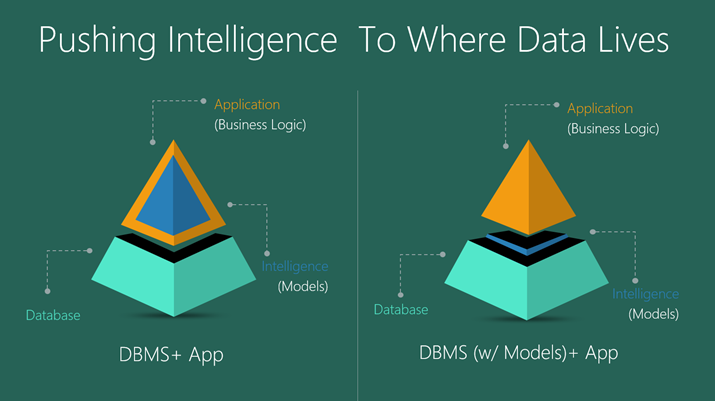 Pushing Intelligence To Where Data Lives
Application
(Business Logic)
Intelligence
(Models)
Database
DBMS+ App
Application
(Business Logic)
Intelligence
(Models)
Database
DBMS (w/ Models)+ App